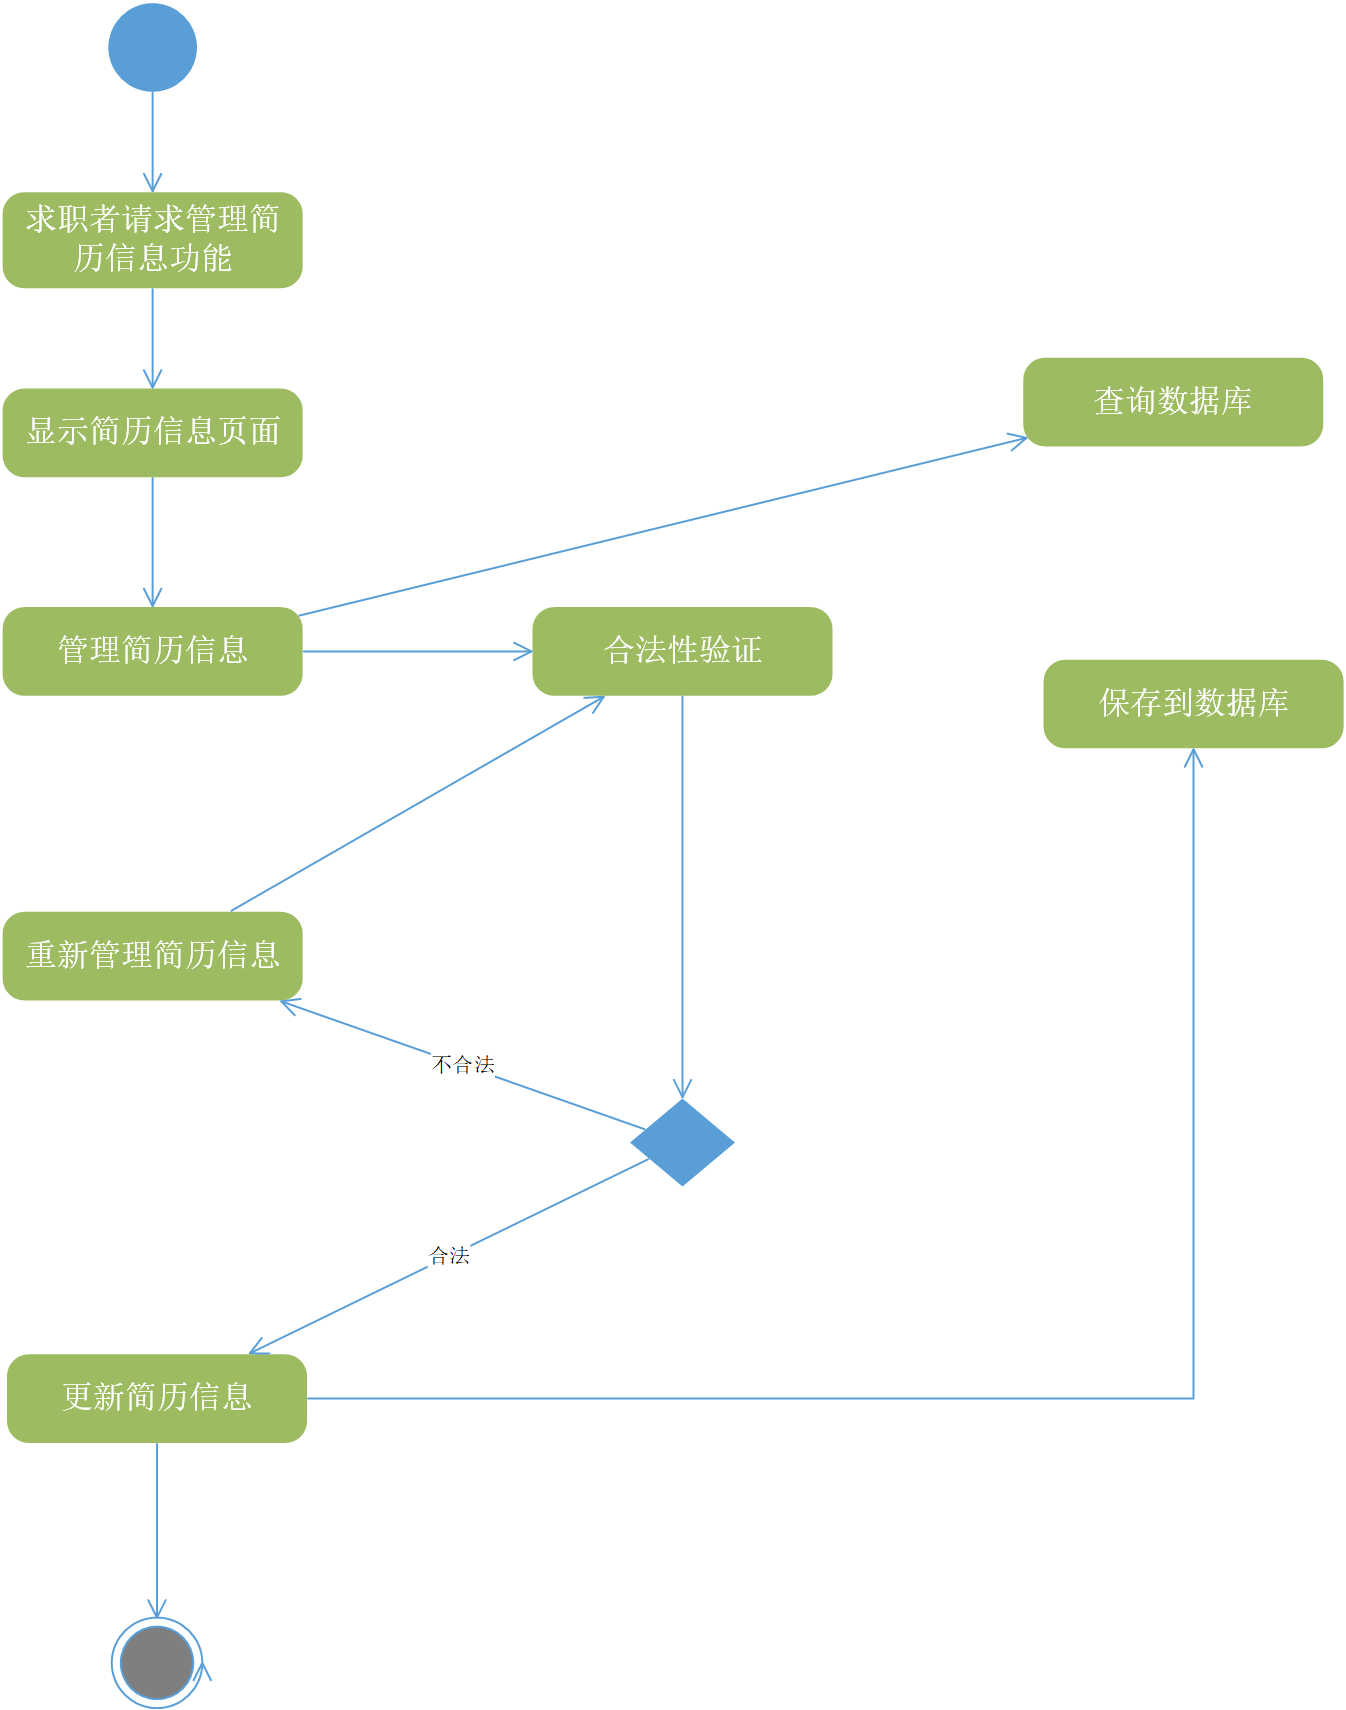 求职者请求管理简
历信息功能
显示简历信息页面
查询数据库
管理简历信息
合法性验证
保存到数据库
重新管理简历信息
不合法
合法
更新简历信息